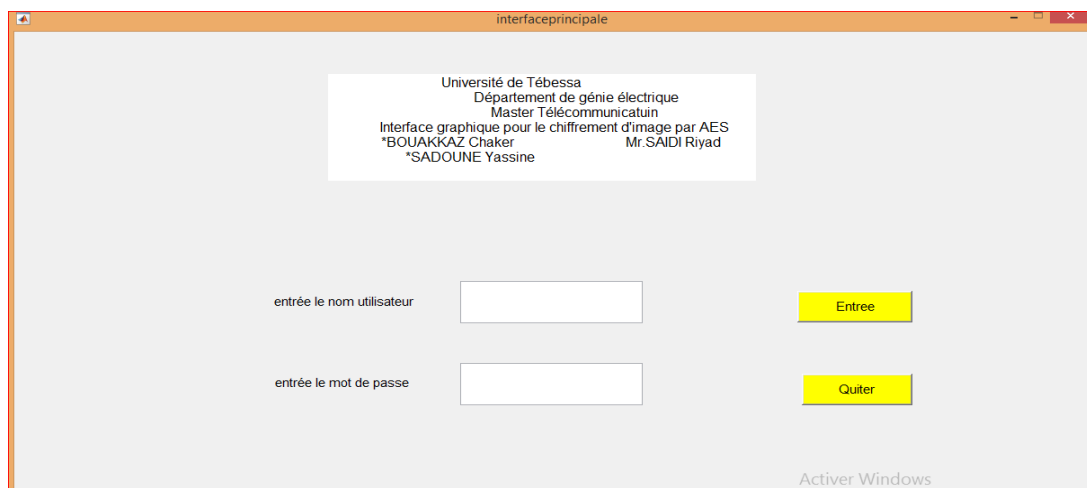 interfaceprincipale
Université de Tébessa
Département de génie électrique
Master Télécommunicatuin
Interface graphique pour le chiffrement d'image par AES
*BOUAKKAZ Chaker Mr.SAIDI Riyad
*SADOUNE Yassine
entrée le nom utilisateur
Entree
entrée le mot de passe
Quiter
Activer Windows